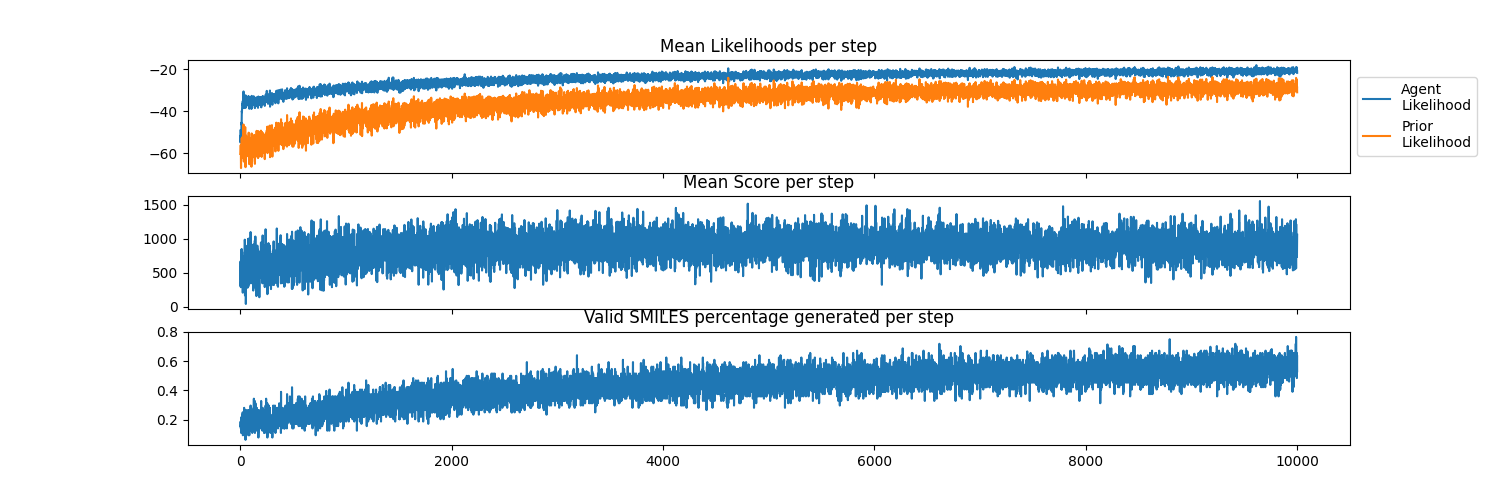 Mean Likelihoods per step
−20
−40
−60
Agent
Likelihood
Prior
Likelihood
Mean Score per step
1500
1000
500
0
Valid SMILES percentage generated per step
0.8
0.6
0.4
0.2
0
2000
4000
6000
8000
10000